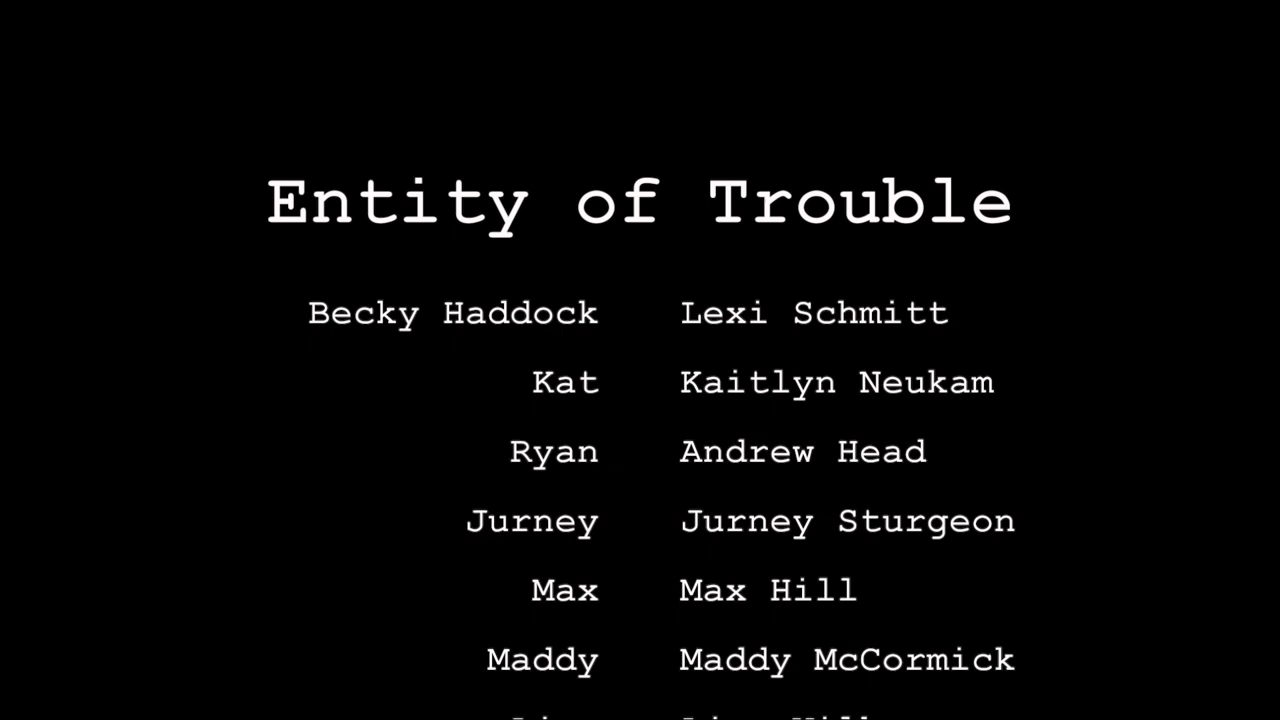 Entity of Trouble
Becky Haddock Lexi Schmitt
Kat Kaitlyn Neukam
Ryan Andrew Head
Jurney Jurney Sturgeon
Max Max Hill
Maddy Maddy McCormick